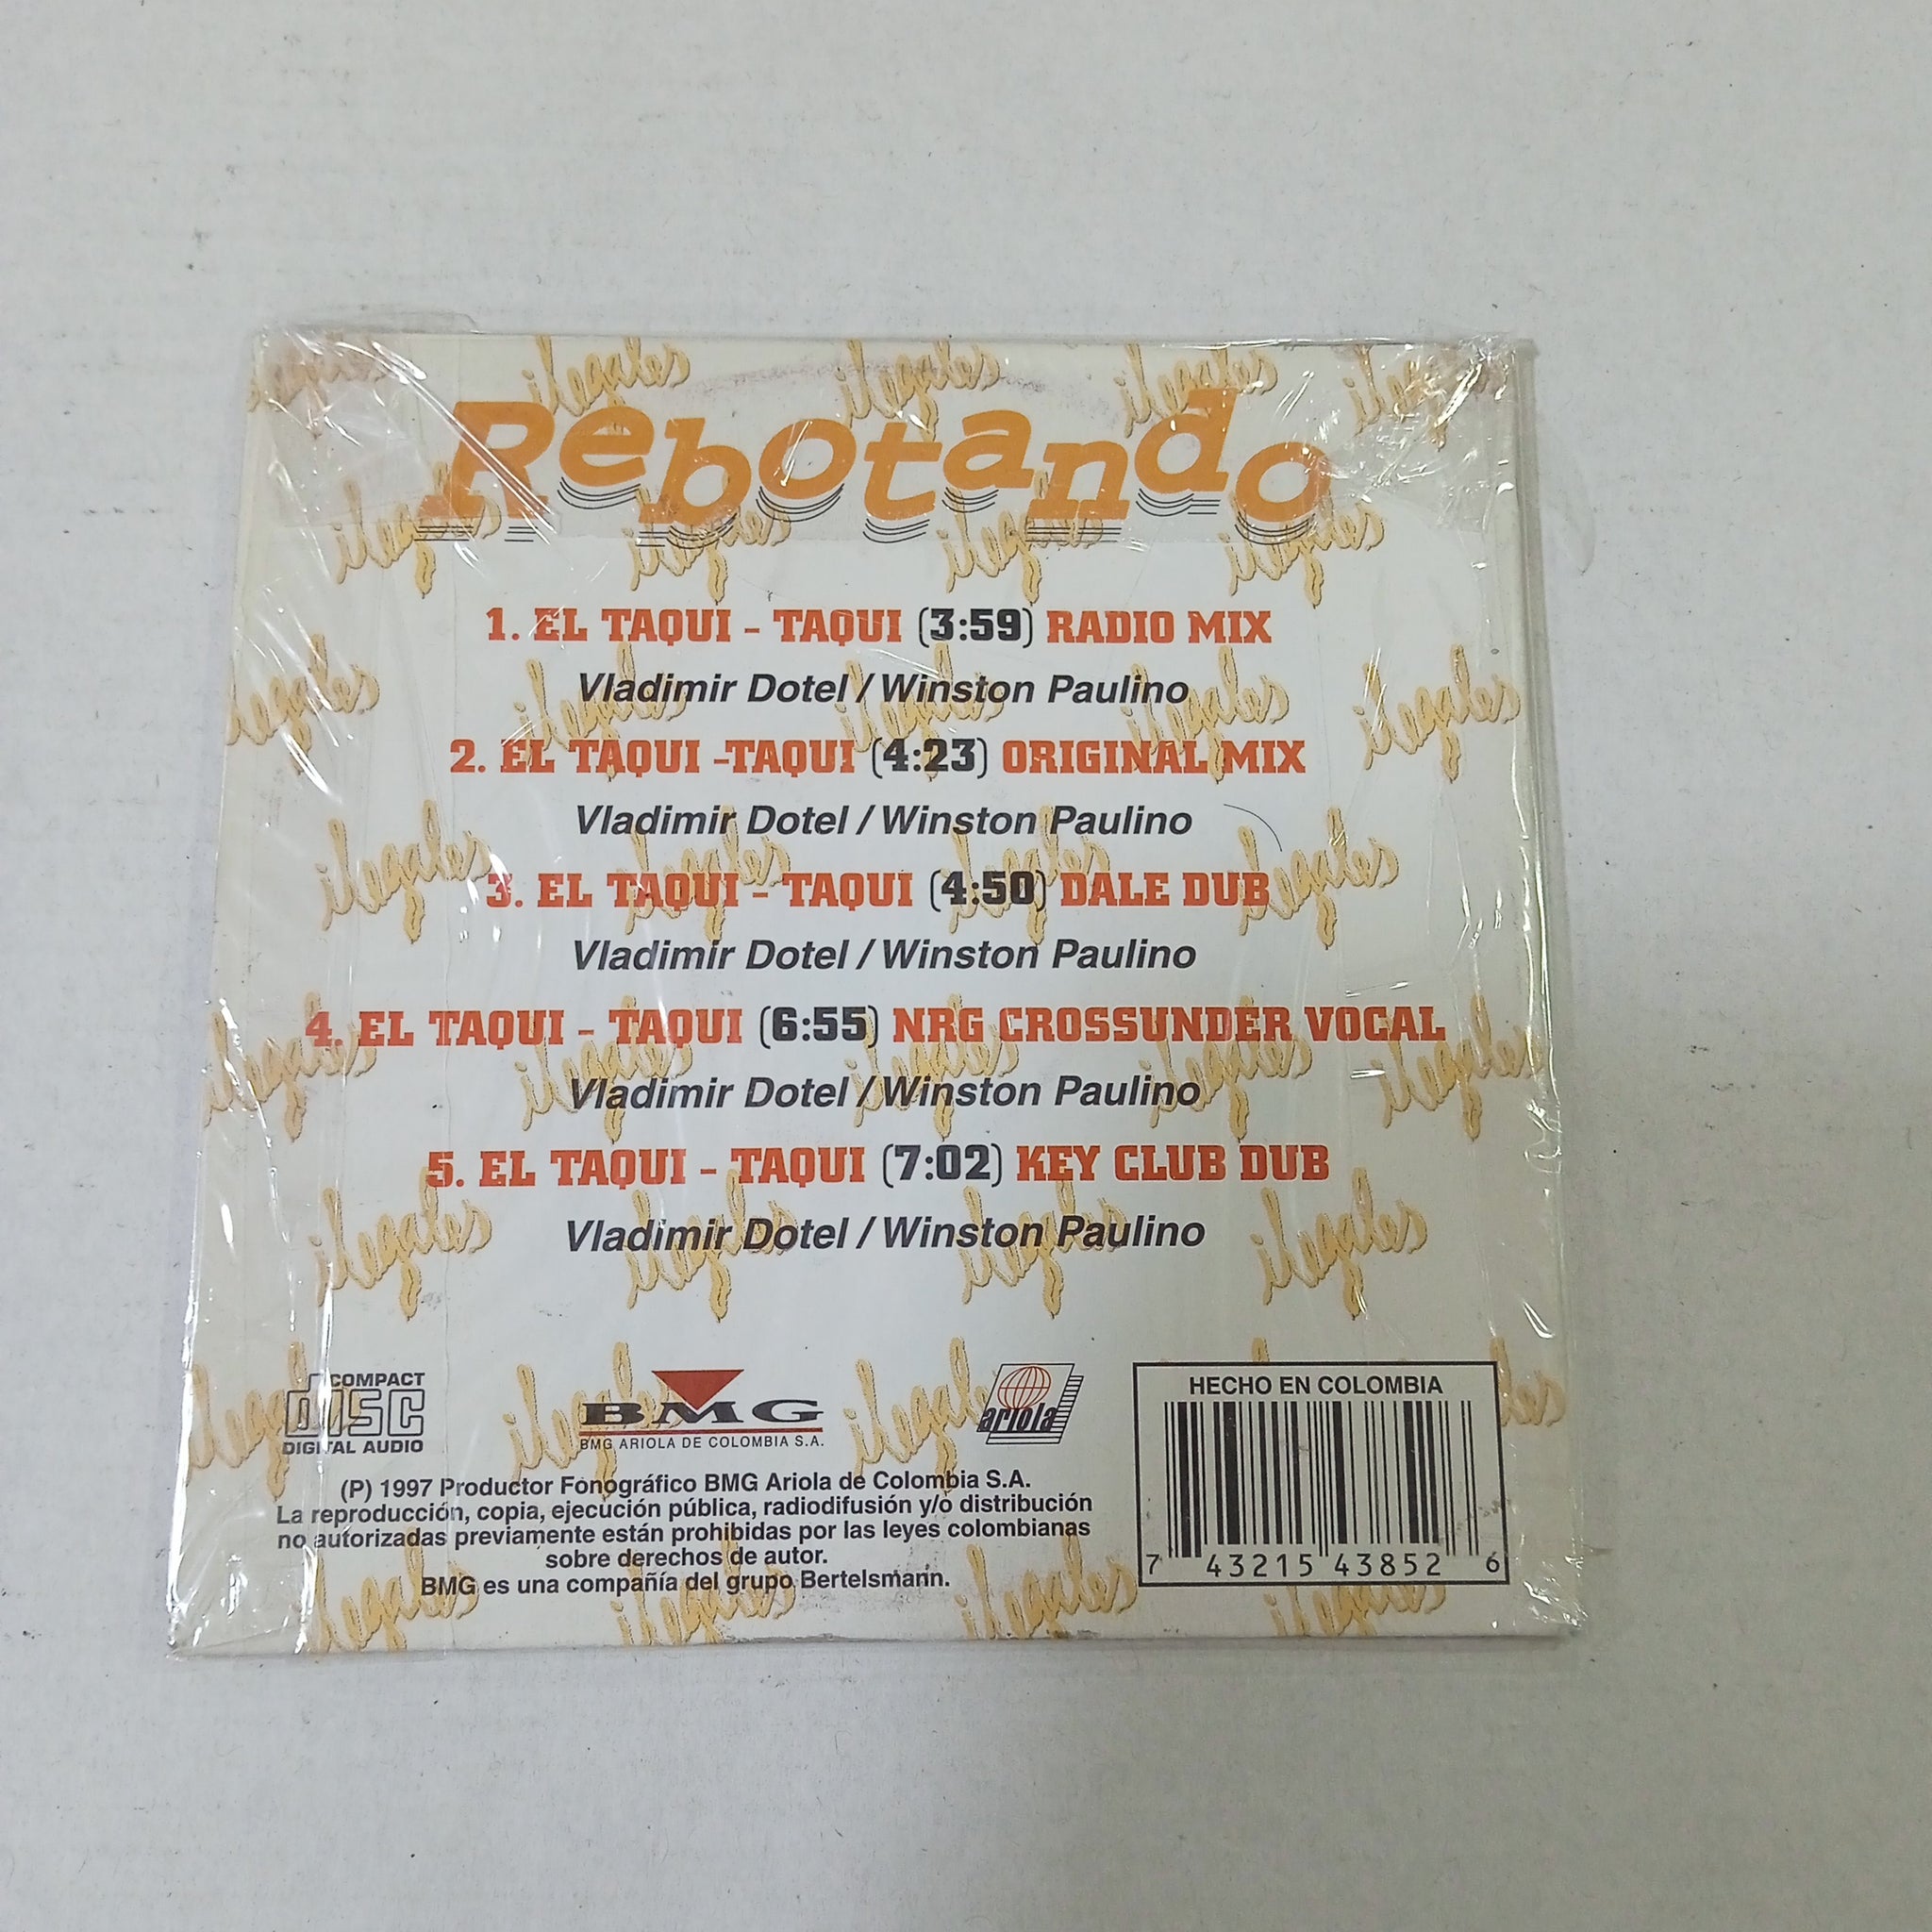 Rebotando
1. EL TAQUI - TAQUI (3:59) RADIO MIX
Vladimir Dotel / Winston Paulino
2. EL TAQUI -TAQUI (4:23) ORIGINAL MIX
Vladimir Dotel / Winston Paulino
3. EL TAQUI - TAQUI (4:50) DALE DUB
Vladimir Dotel / Winston Paulino
4. EL TAQUI - TAQUI (6:55) NRG CROSSUNDER VOCAL
Vladimir Dotel / Winston Paulino
5. EL TAQUI - TAQUI (7:02) KEY CLUB DUB
Vladimir Dotel / Winston Paulino
ilegales
COMPACT
disc
DIGITAL AUDIO
BMG
BMG ARIOLA DE COLOMBIA S.A.
ariola
(P) 1997 Productor Fonográfico BMG Ariola de Colombia S.A.
La reproducción, copia, ejecución pública, radiodifusión y/o distribución
no autorizadas previamente están prohibidas por las leyes colombianas
sobre derechos de autor.
BMG es una compañía del grupo Bertelsmann.
HECHO EN COLOMBIA
7 43215 43852 6